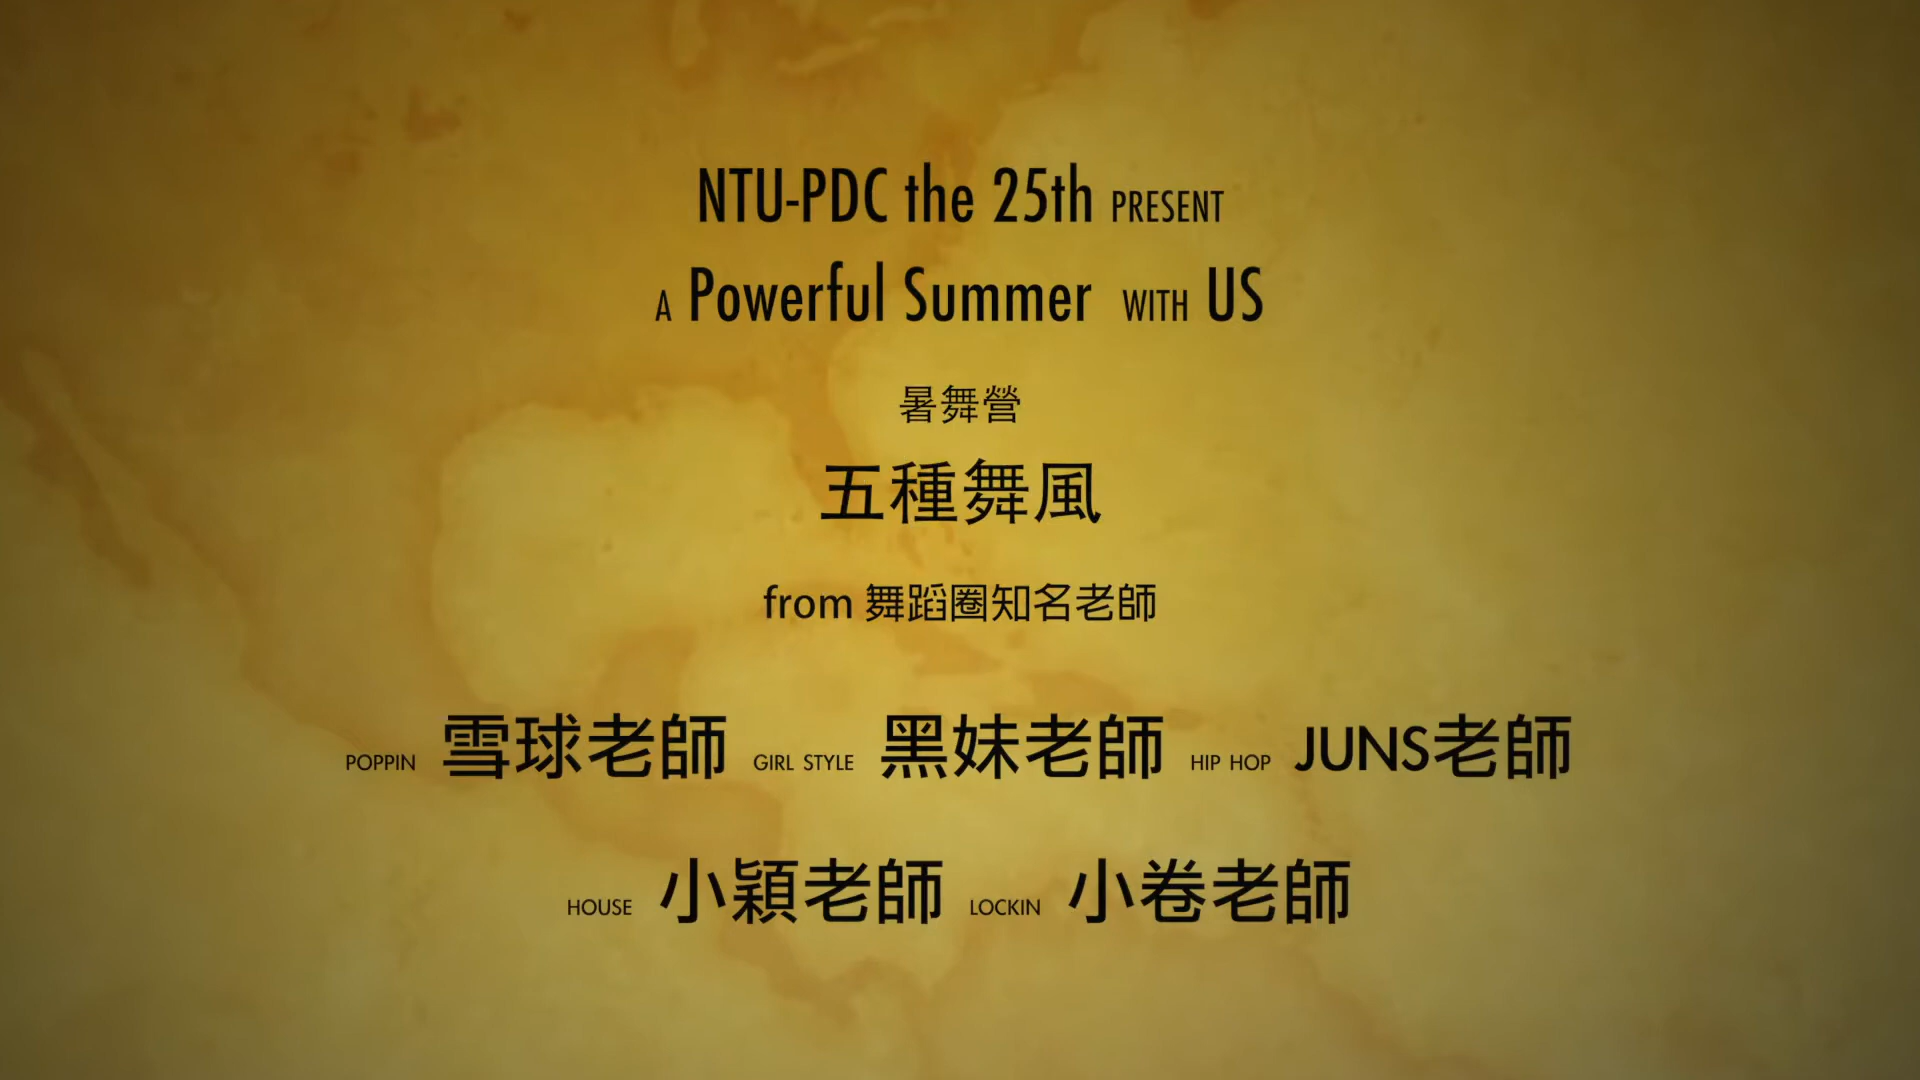 NTU-PDC the 25th PRESENT
A Powerful Summer WITH US
暑舞營
五種舞風
from 舞蹈圈知名老師
POPPIN 雪球老師 GIRL STYLE 黑妹老師 HIP HOP JUNS老師
HOUSE 小穎老師 LOCKIN 小卷老師